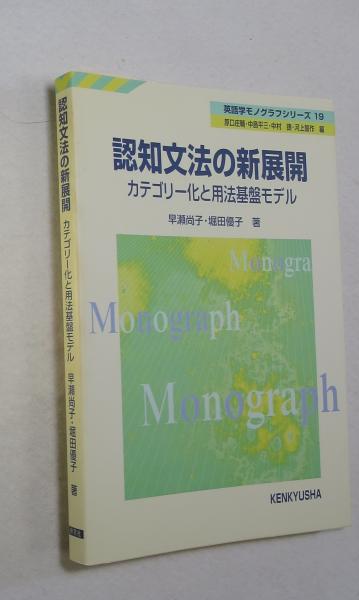 英語学モノグラフシリーズ 19
原口庄輔・中島平三・中村 捷・河上誓作 編
認知文法の新展開
カテゴリー化と用法基盤モデル
早瀬尚子・堀田優子 著
Monogra
Monograph
Monograph
KENKYUSHA
認知文法の新展開 カテゴリー化と用法基盤モデル 早瀬尚子・堀田優子 著